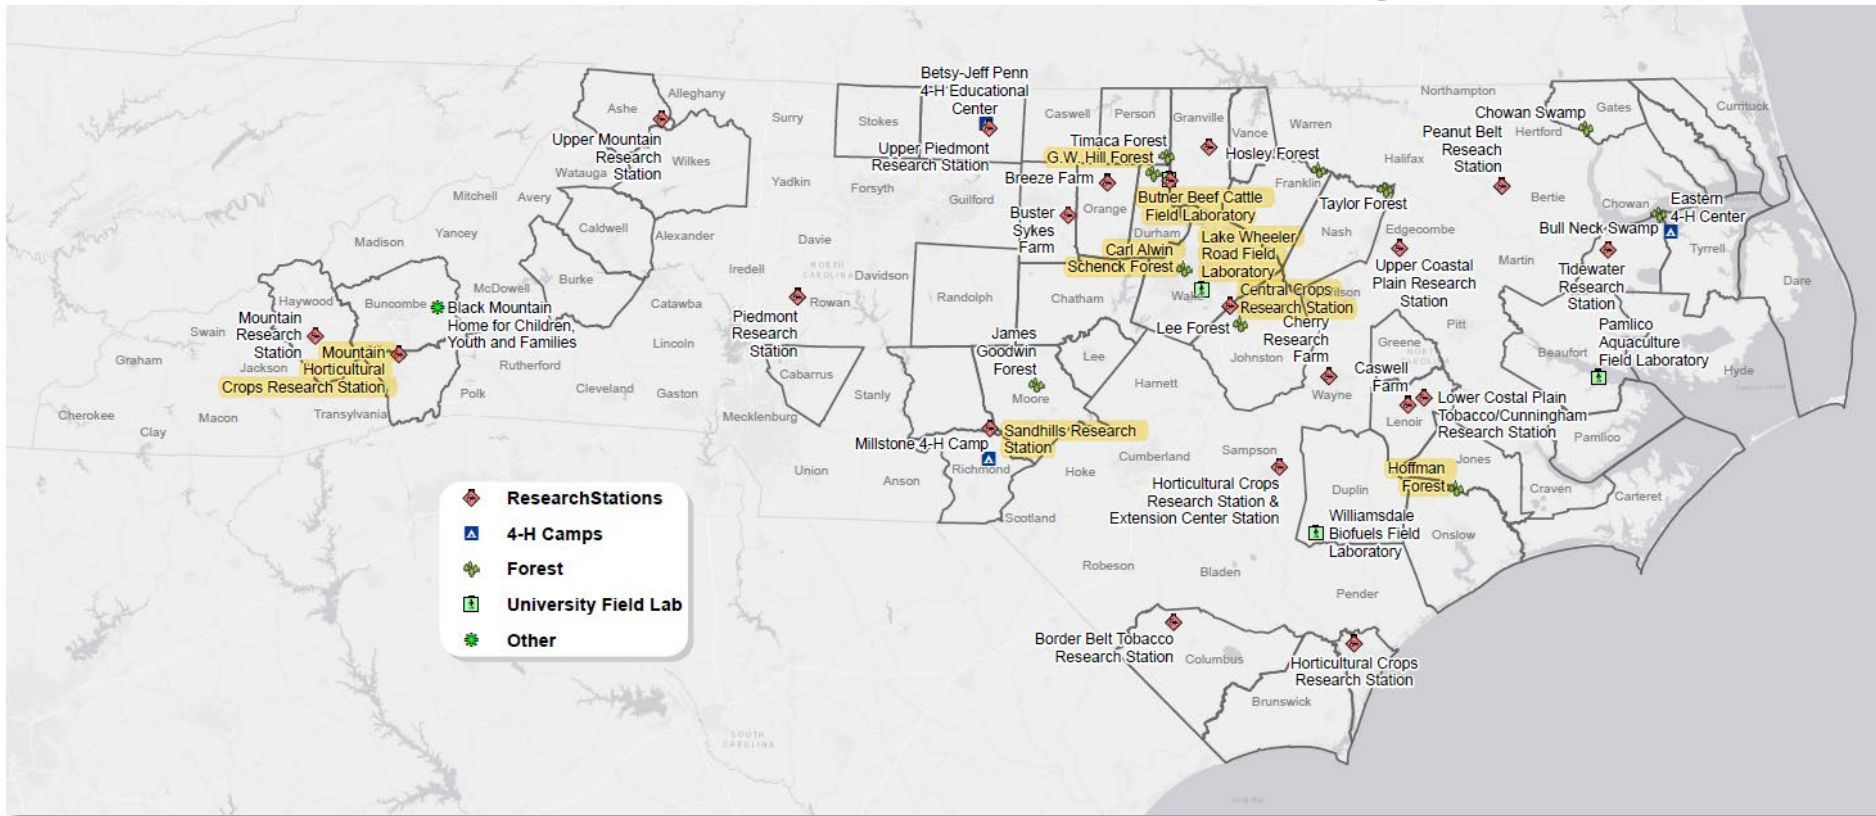 Betsy-Jeff Penn
4-H Educational
Center
Northampton
Alleghany
Ashe
Surry
Stokes
Caswell
Person
Granville
Vance
Warren
Chowan Swamp
Gates
Currituck
Hertford
Peanut Belt
Reseach
Station
Upper Mountain
Research
Station
Wilkes
Watauga
Upper Piedmont
Research Station
Timaca Forest
G.W. Hill Forest
Hosley Forest
Halifax
Yadkin
Forsyth
Guilford
Breeze Farm
Franklin
Mitchell
Avery
Orange
Butner Beef Cattle
Field Laboratory
Taylor Forest
Bertie
Chowan
Eastern
4-H Center
Buster
Sykes
Farm
Durham
Nash
Edgecombe
Bull Neck Swamp
Caldwell
Alexander
Madison
Yancey
Davie
Carl Alwin
Schenck Forest
Lake Wheeler
Road Field
Laboratory
Tyrrell
Martin
Upper Coastal
Plain Research
Station
Tidewater
Research
Station
Iredell
NORTH
CAROLINA
Davidson
Burke
McDowell
Dare
Haywood
Buncombe
Black Mountain
Home for Children,
Youth and Families
Catawba
Rowan
Randolph
Chatham
Wake
Central Crops
Research Station
Wilson
Swain
Mountain
Research
Station
Piedmont
Research
Station
Lee Forest
Cherry
Research
Farm
Pitt
Pamlico
Aquaculture
Field Laboratory
James
Goodwin
Forest
Lincoln
Lee
Johnston
Greene
NORTH
CAROLINA
Beaufort
Hyde
Graham
Jackson
Mountain
Horticultural
Crops Research Station
Rutherford
Cabarrus
Caswell
Farm
Polk
Cleveland
Gaston
Stanly
Moore
Harnett
Wayne
Lower Costal Plain
Tobacco/Cunningham
Research Station
Cherokee
Macon
Transylvania
Mecklenburg
Lenoir
Clay
Pamlico
Sandhills Research
Station
Millstone 4-H Camp
Union
Anson
Richmond
Hoke
Cumberland
Sampson
Jones
Hoffman
Forest
Horticultural Crops
Research Station &
Extension Center Station
Duplin
Craven
Carteret
Scotland
Williamsdale
Biofuels Field
Laboratory
Onslow
ResearchStations
4-H Camps
Forest
University Field Lab
Other
Robeson
Bladen
Pender
Border Belt Tobacco
Research Station
Columbus
Horticultural Crops
Research Station
Brunswick
SOUTH
CAROLINA